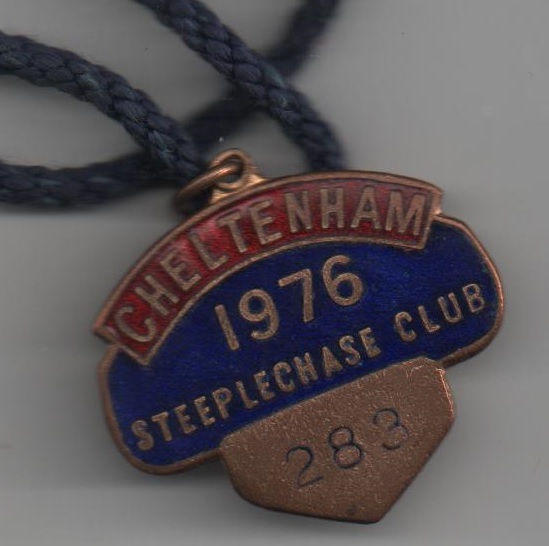 CHELTENHAM
1976
STEEPLECHASE CLUB
283